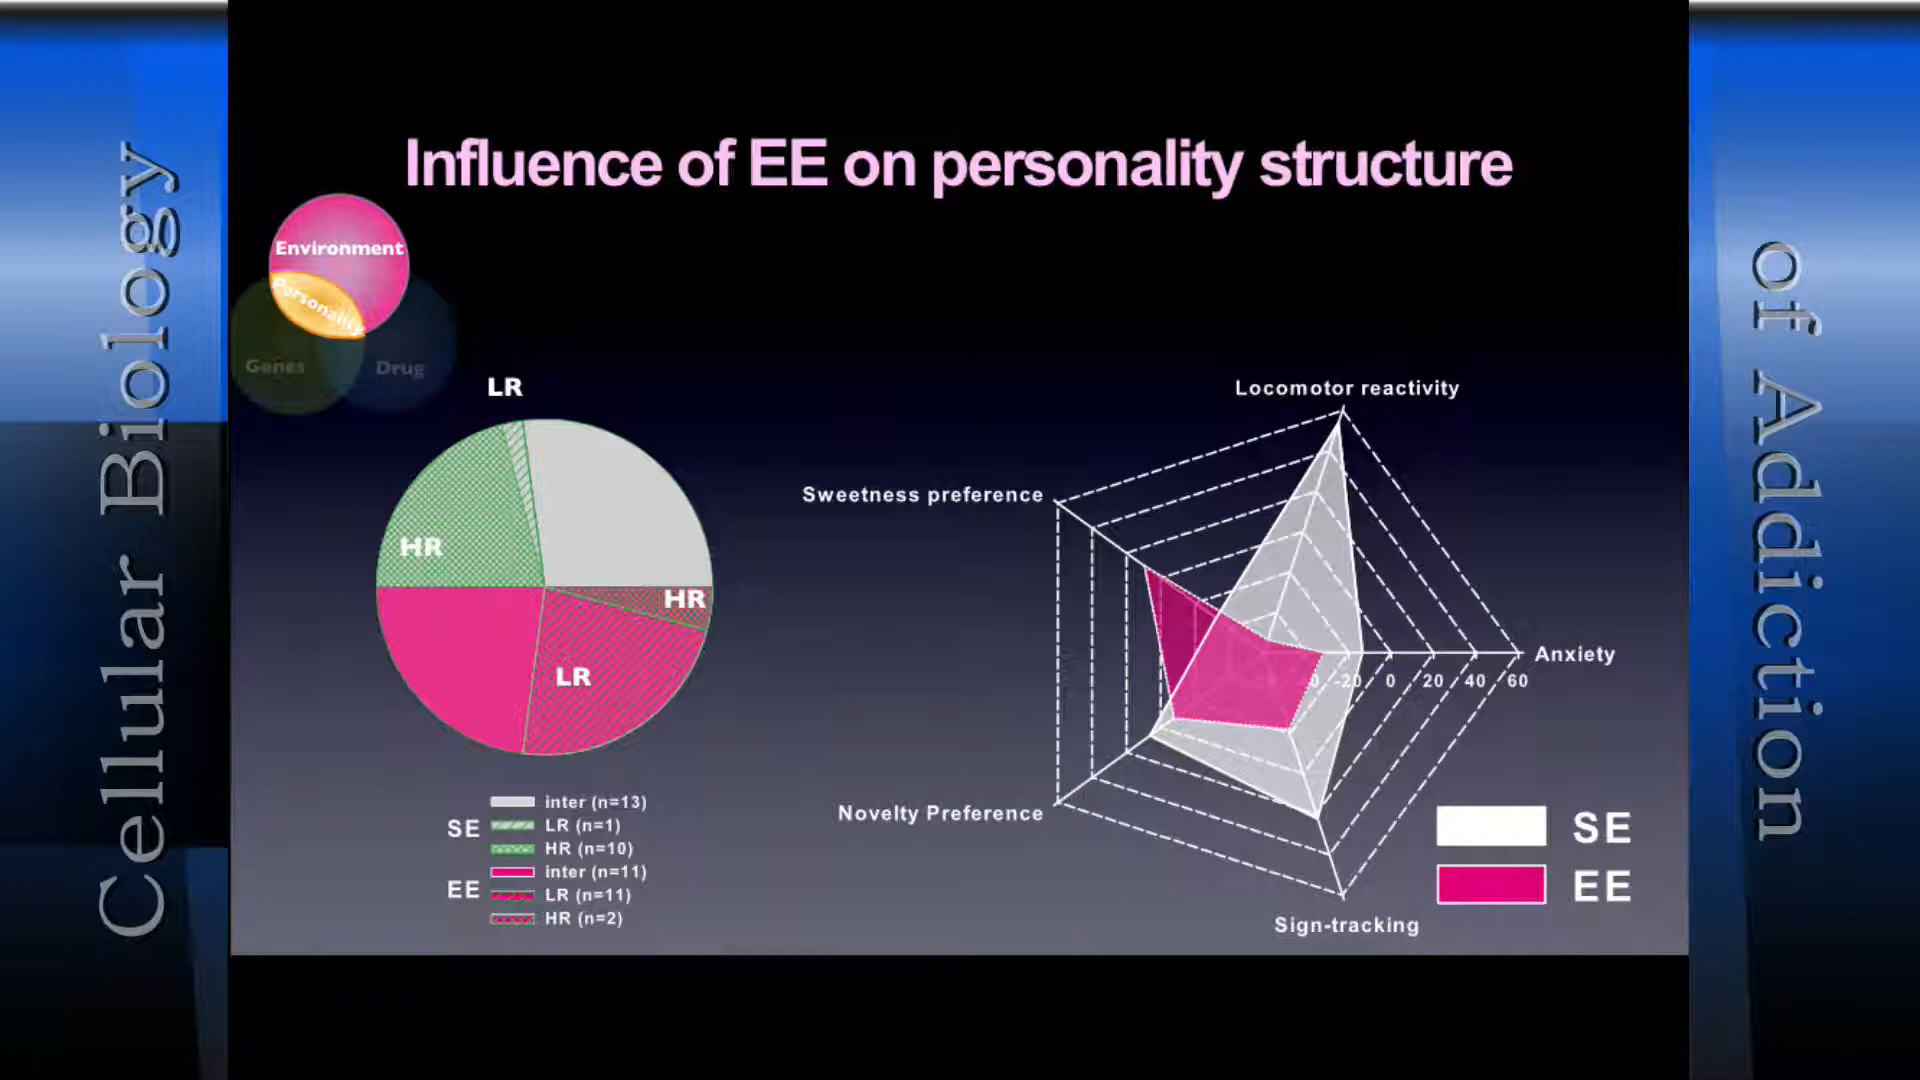 Cellular Biology
of Addiction
Influence of EE on personality structure
Environment
Personality
Genes
Drug
LR
HR
HR
LR
SE
inter (n=13)
LR (n=1)
HR (n=10)
EE
inter (n=11)
LR (n=11)
HR (n=2)
Locomotor reactivity
Sweetness preference
Anxiety
-20 0 20 40 60
Novelty Preference
Sign-tracking
SE
EE